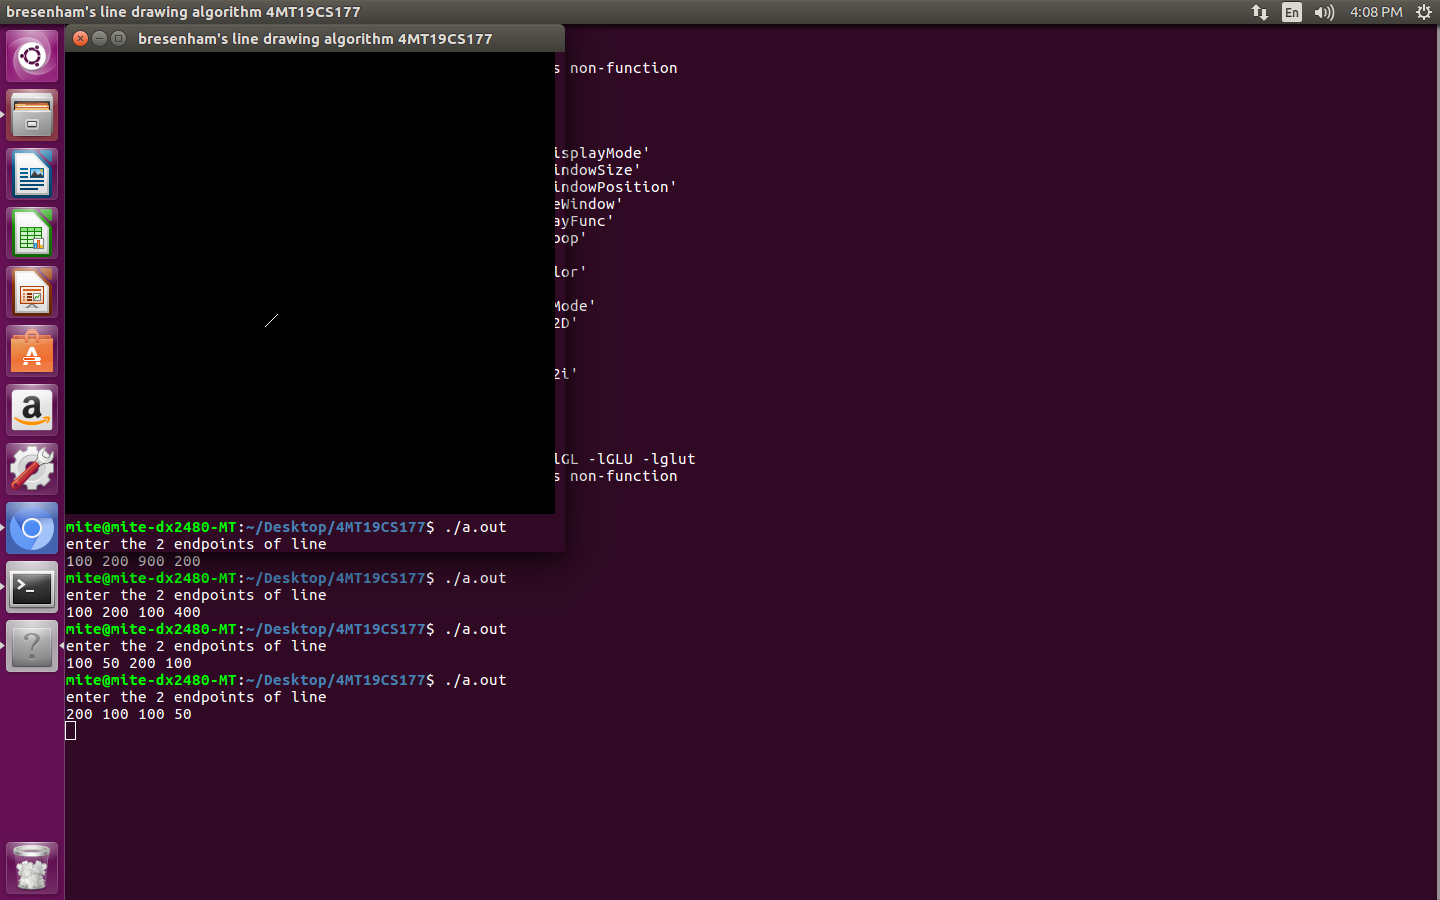 bresenham's line drawing algorithm 4MT19CS177
En
4:08 PM
bresenham's line drawing algorithm 4MT19CS177
s non-function
isplayMode'
indowSize'
indowPosition'
eWindow'
ayFunc'
oop'
lor'
Mode'
2D'
2i'
lGL -lGLU -lglut
s non-function
mite@mite-dx2480-MT:~/Desktop/4MT19CS177$ ./a.out
enter the 2 endpoints of line
100 200 900 200
mite@mite-dx2480-MT:~/Desktop/4MT19CS177$ ./a.out
enter the 2 endpoints of line
100 200 100 400
mite@mite-dx2480-MT:~/Desktop/4MT19CS177$ ./a.out
enter the 2 endpoints of line
100 50 200 100
mite@mite-dx2480-MT:~/Desktop/4MT19CS177$ ./a.out
enter the 2 endpoints of line
200 100 100 50